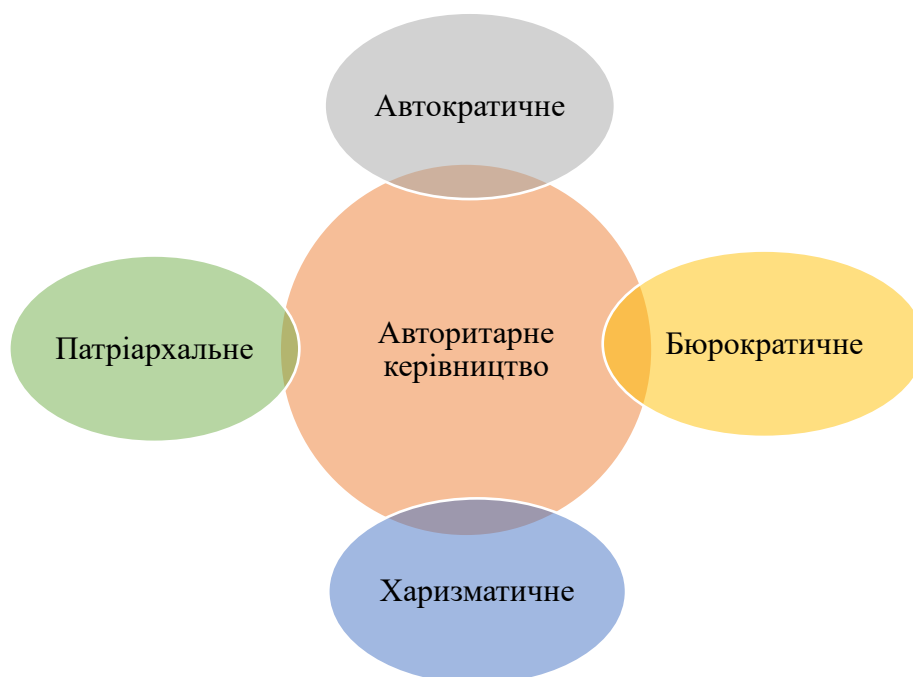 Автократичне
Патріархальне
Авторитарне
керівництво
Бюрократичне
Харизматичне